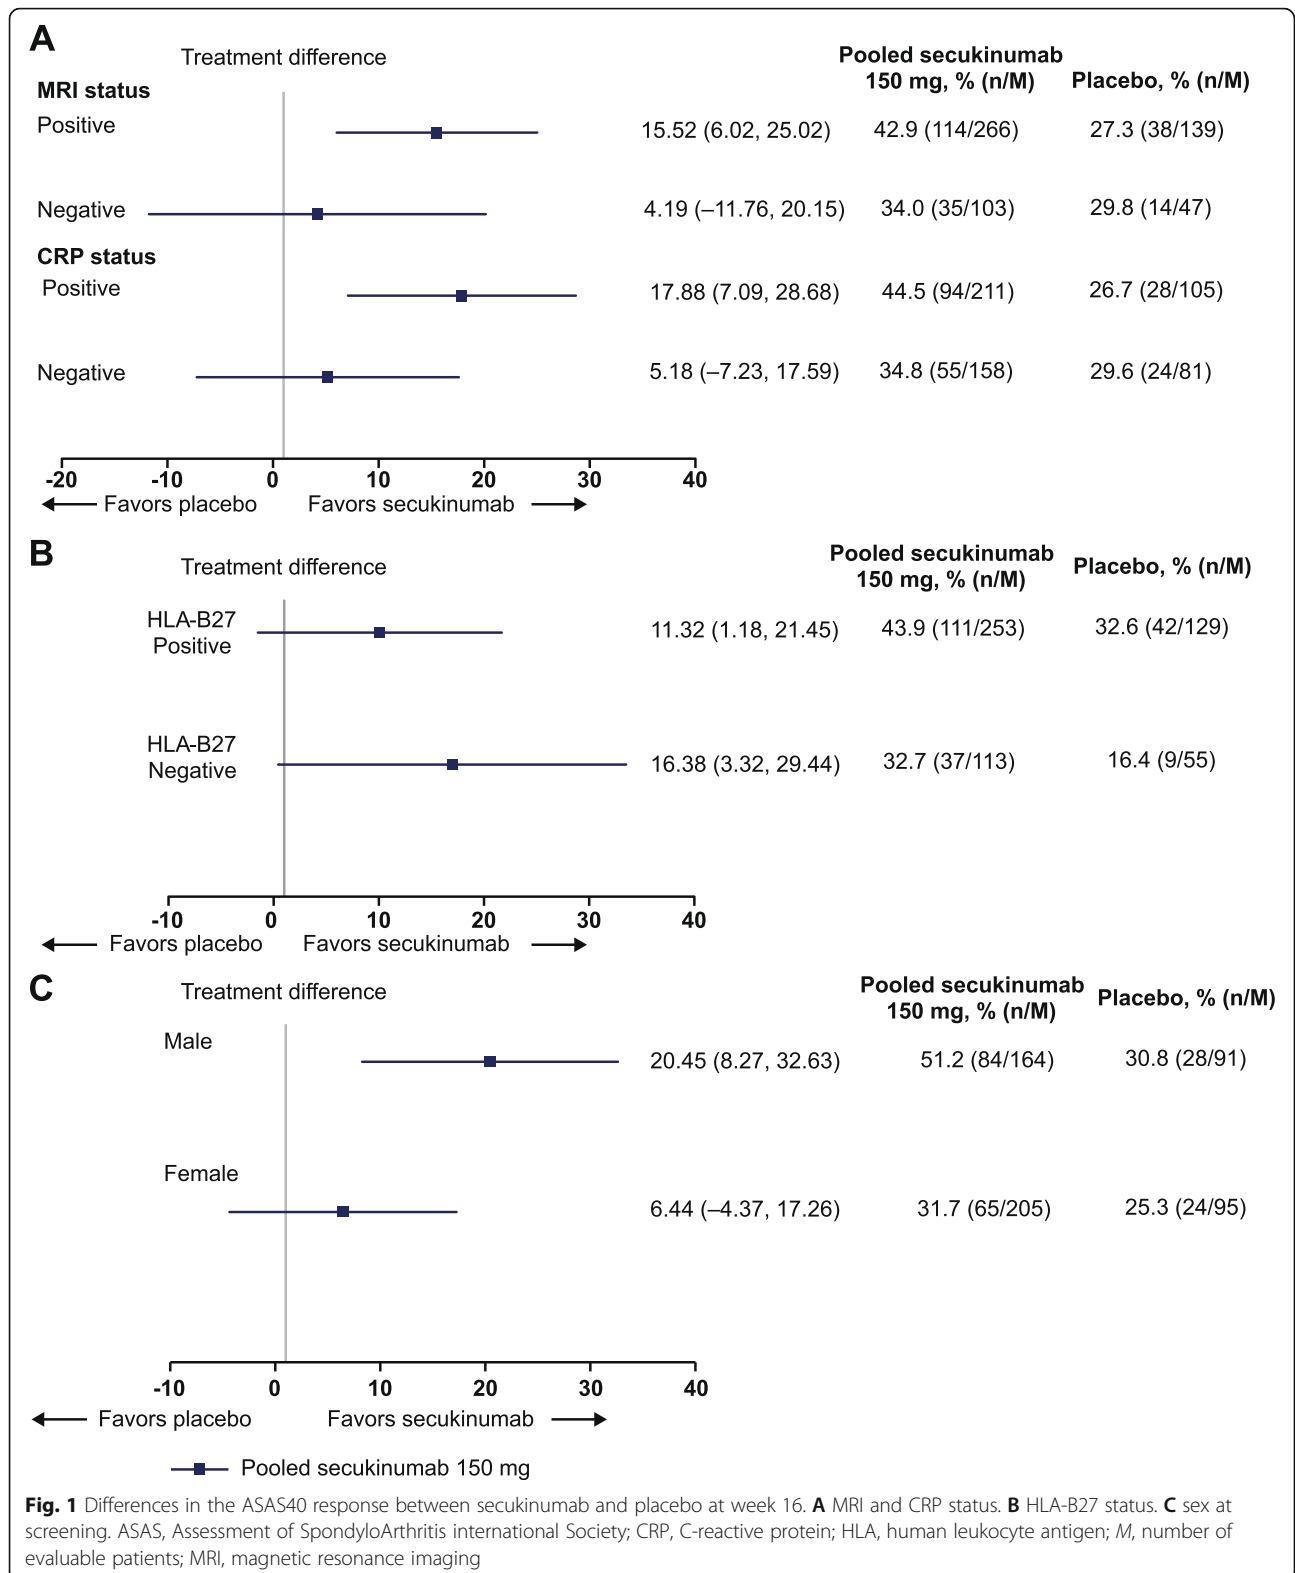 A
Treatment difference
Pooled secukinumab
150 mg, % (n/M)
Placebo, % (n/M)
MRI status
Positive
15.52 (6.02, 25.02)
42.9 (114/266)
27.3 (38/139)
Negative
4.19 (–11.76, 20.15)
34.0 (35/103)
29.8 (14/47)
CRP status
Positive
17.88 (7.09, 28.68)
44.5 (94/211)
26.7 (28/105)
Negative
5.18 (–7.23, 17.59)
34.8 (55/158)
29.6 (24/81)
-20 -10 0 10 20 30 40
Favors placebo Favors secukinumab
B
Treatment difference
Pooled secukinumab
150 mg, % (n/M)
Placebo, % (n/M)
HLA-B27
Positive
11.32 (1.18, 21.45)
43.9 (111/253)
32.6 (42/129)
HLA-B27
Negative
16.38 (3.32, 29.44)
32.7 (37/113)
16.4 (9/55)
-10 0 10 20 30 40
Favors placebo Favors secukinumab
C
Treatment difference
Pooled secukinumab
150 mg, % (n/M)
Placebo, % (n/M)
Male
20.45 (8.27, 32.63)
51.2 (84/164)
30.8 (28/91)
Female
6.44 (–4.37, 17.26)
31.7 (65/205)
25.3 (24/95)
-10 0 10 20 30 40
Favors placebo Favors secukinumab
Pooled secukinumab 150 mg
Fig. 1 Differences in the ASAS40 response between secukinumab and placebo at week 16. A MRI and CRP status. B HLA-B27 status. C sex at
screening. ASAS, Assessment of SpondyloArthritis international Society; CRP, C-reactive protein; HLA, human leukocyte antigen; M, number of
evaluable patients; MRI, magnetic resonance imaging